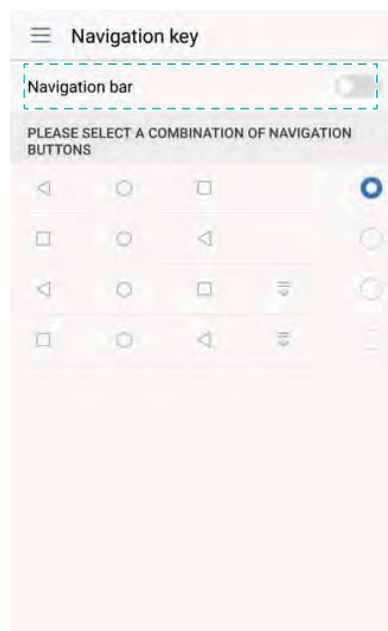 Navigation key
Navigation bar
PLEASE SELECT A COMBINATION OF NAVIGATION
BUTTONS